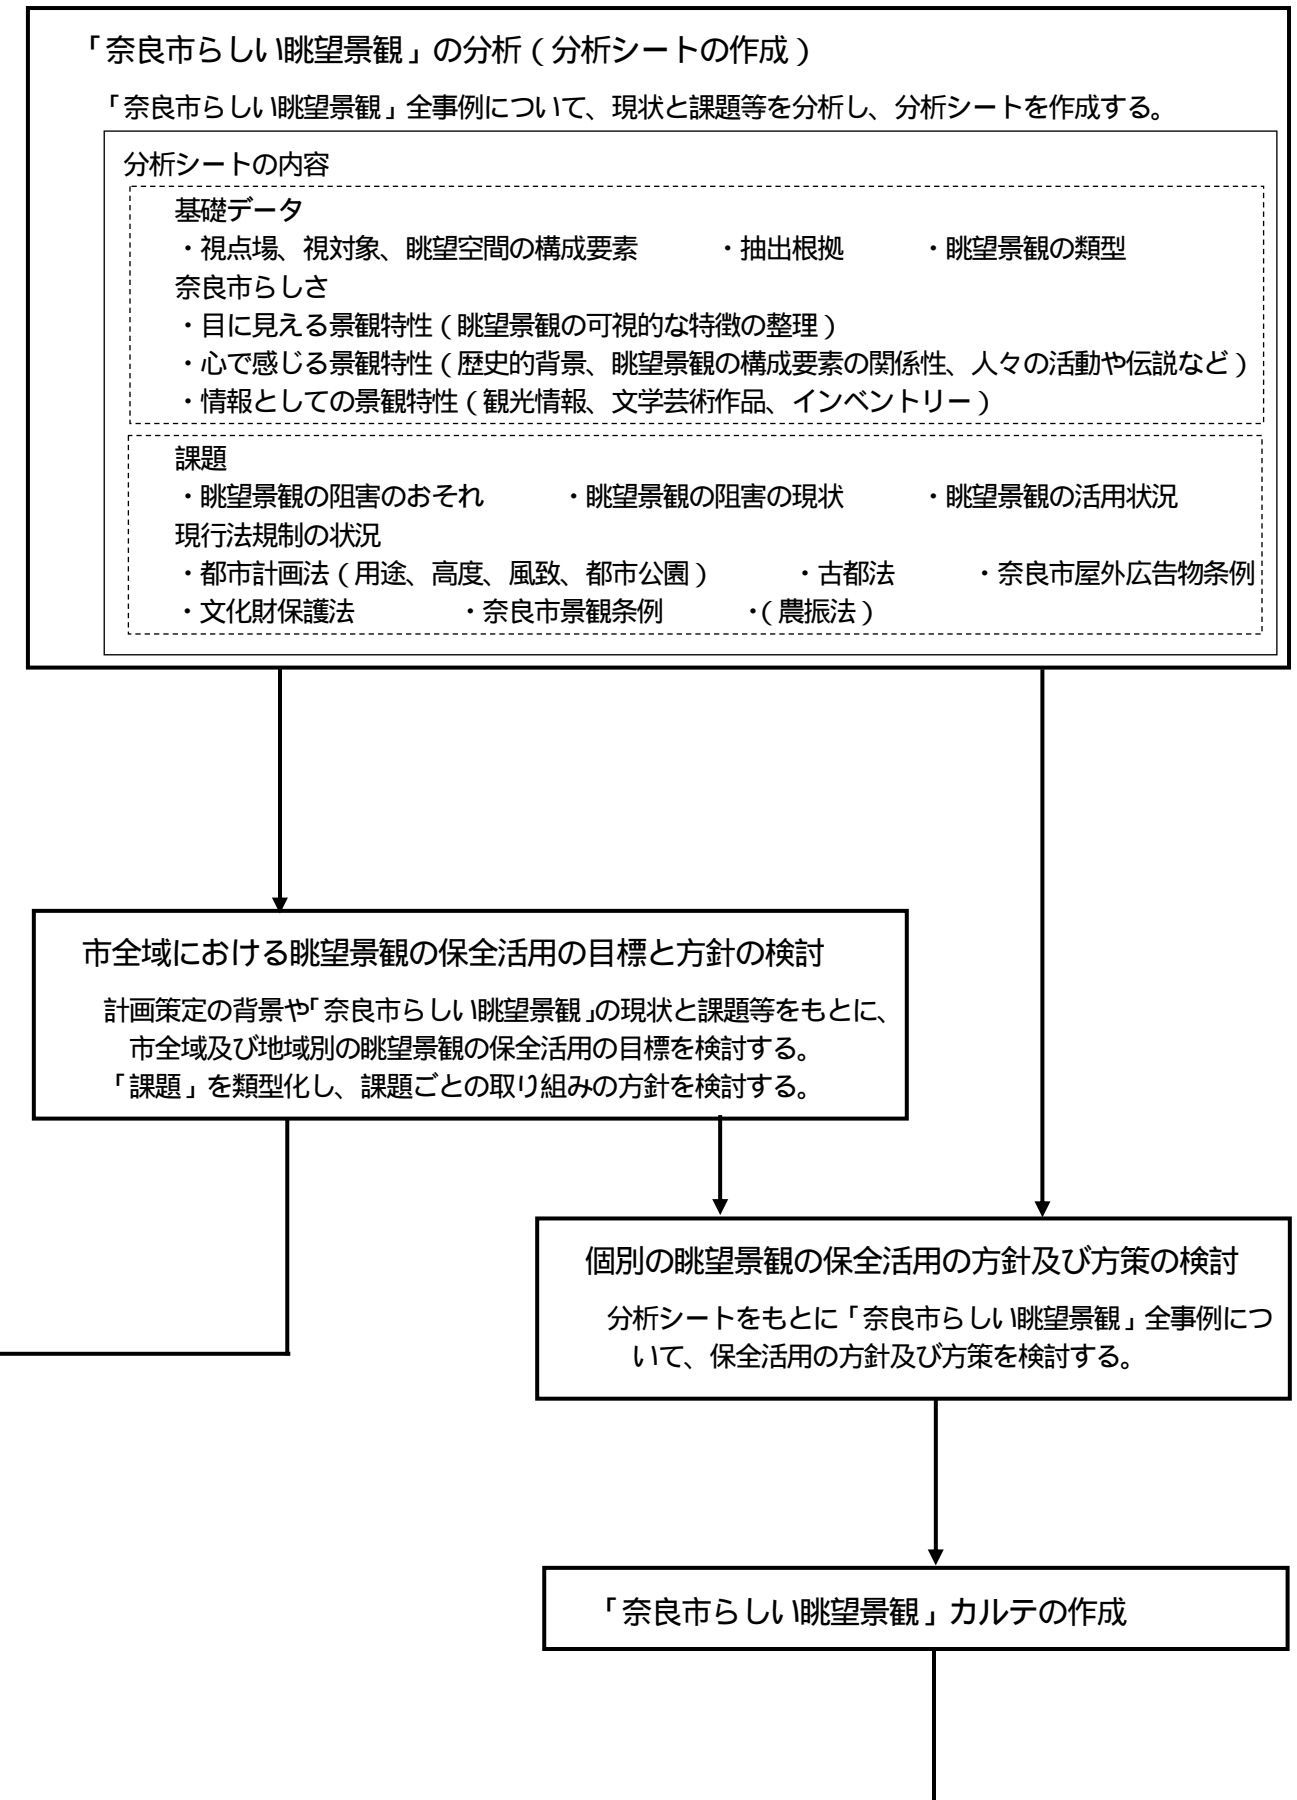 「奈良市らしい眺望景観」の分析（分析シートの作成）
「奈良市らしい眺望景観」全事例について、現状と課題等を分析し、分析シートを作成する。
分析シートの内容
基礎データ
・視点場、視対象、眺望空間の構成要素　・抽出根拠　・眺望景観の類型
奈良市らしさ
・目に見える景観特性（眺望景観の可視的な特徴の整理）
・心で感じる景観特性（歴史的背景、眺望景観の構成要素の関係性、人々の活動や伝説など）
・情報としての景観特性（観光情報、文学芸術作品、インベントリー）
課題
・眺望景観の阻害のおそれ　・眺望景観の阻害の現状　・眺望景観の活用状況
現行法規制の状況
・都市計画法（用途、高度、風致、都市公園）　・古都法　・奈良市屋外広告物条例
・文化財保護法　・奈良市景観条例　・（農振法）
市全域における眺望景観の保全活用の目標と方針の検討
計画策定の背景や「奈良市らしい眺望景観」の現状と課題等をもとに、
市全域及び地域別の眺望景観の保全活用の目標を検討する。
「課題」を類型化し、課題ごとの取り組みの方針を検討する。
個別の眺望景観の保全活用の方針及び方策の検討
分析シートをもとに「奈良市らしい眺望景観」全事例につ
いて、保全活用の方針及び方策を検討する。
「奈良市らしい眺望景観」カルテの作成